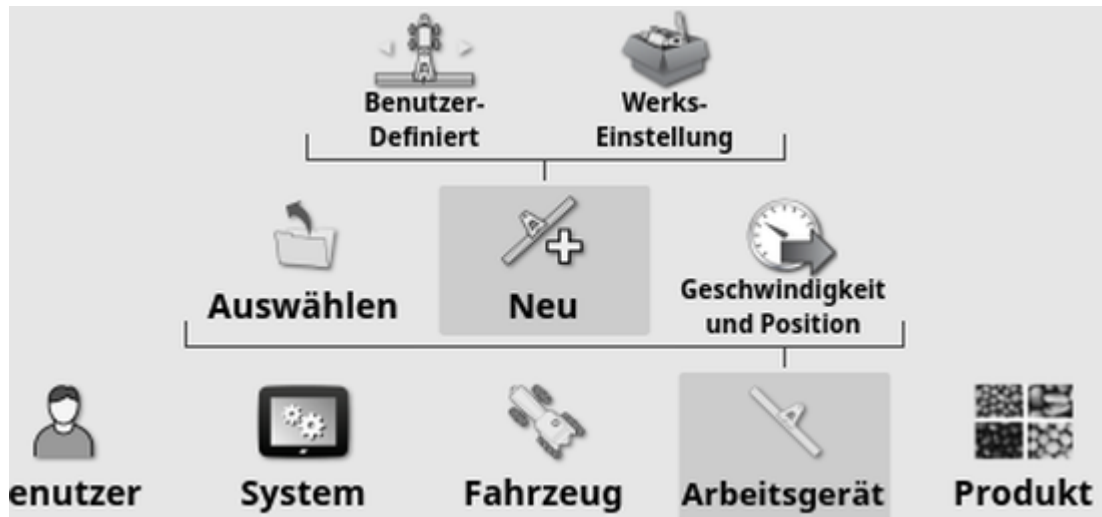 Benutzer-
Definiert
Werks-
Einstellung
Auswählen
Neu
Geschwindigkeit
und Position
enutzer
System
Fahrzeug
Arbeitsgerät
Produkt